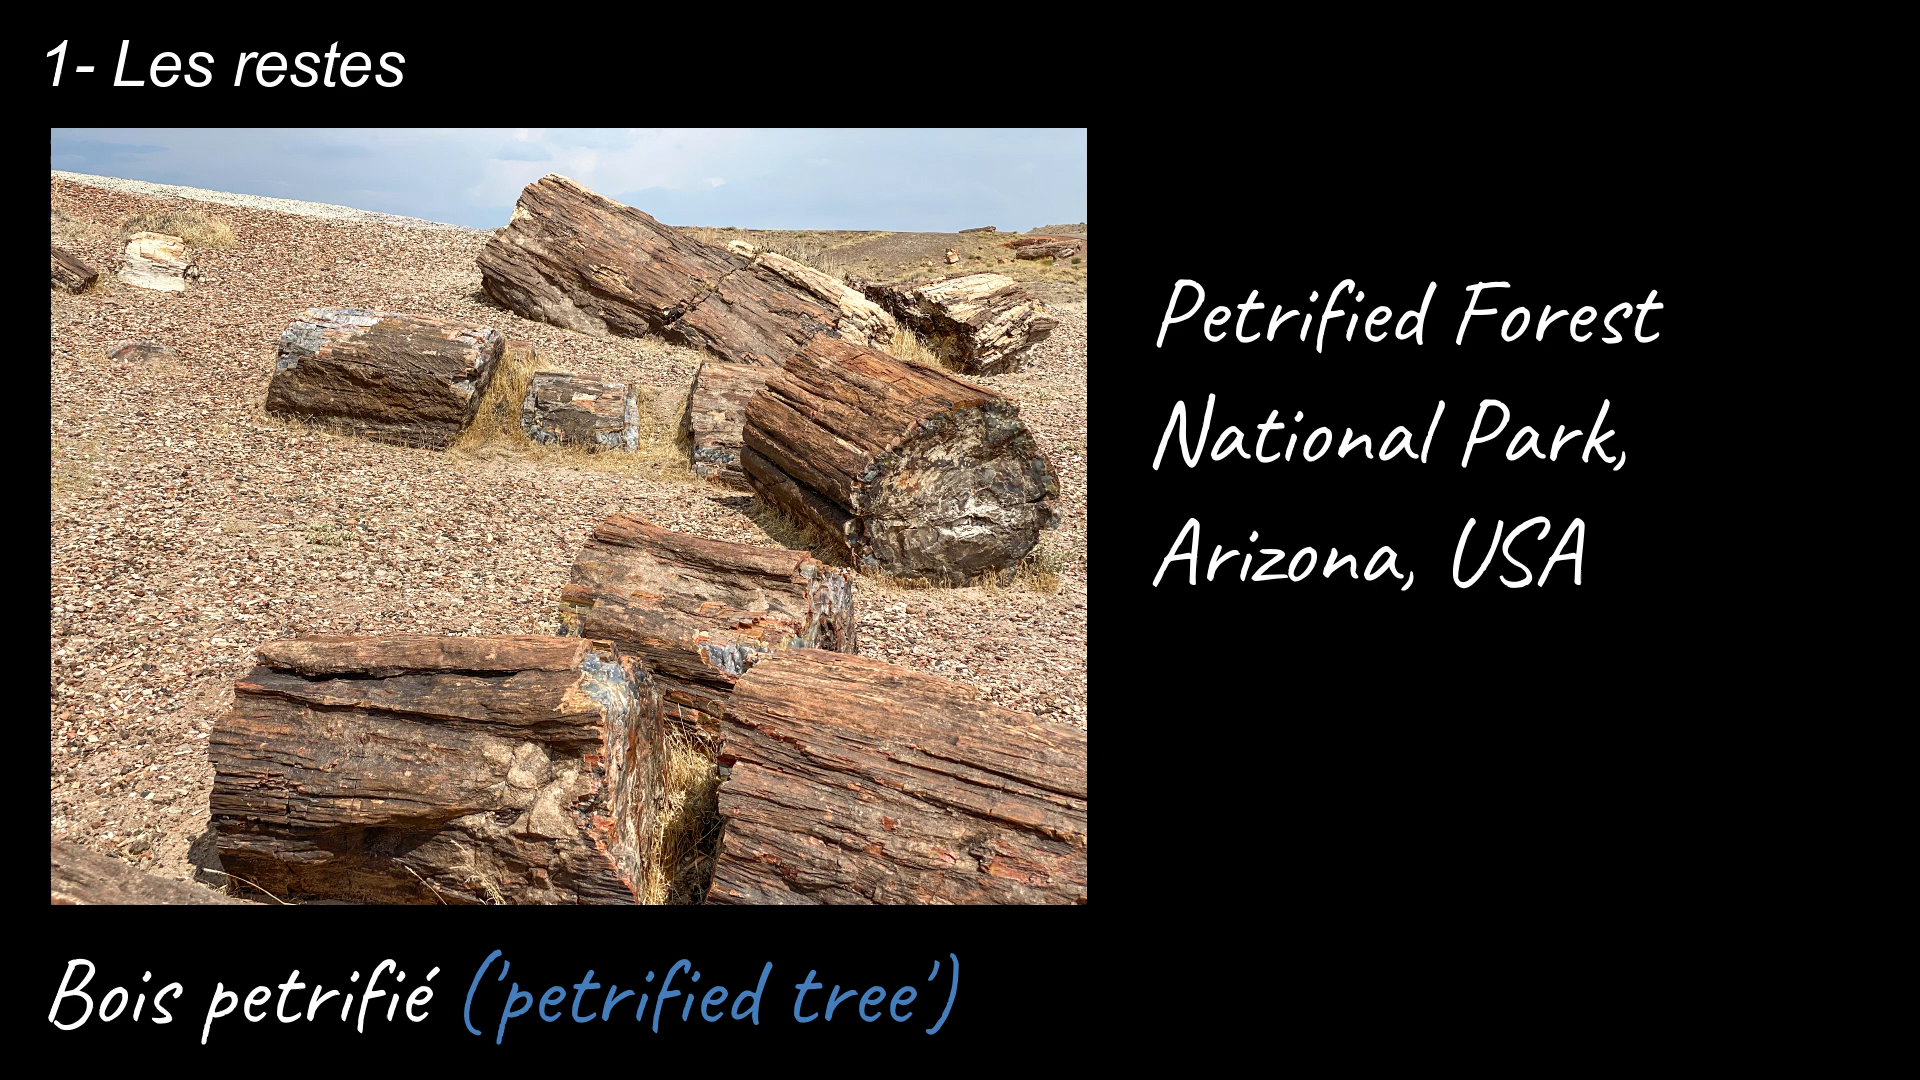 1- Les restes
Petrified Forest
National Park,
Arizona, USA
Bois petrifié ('petrified tree')